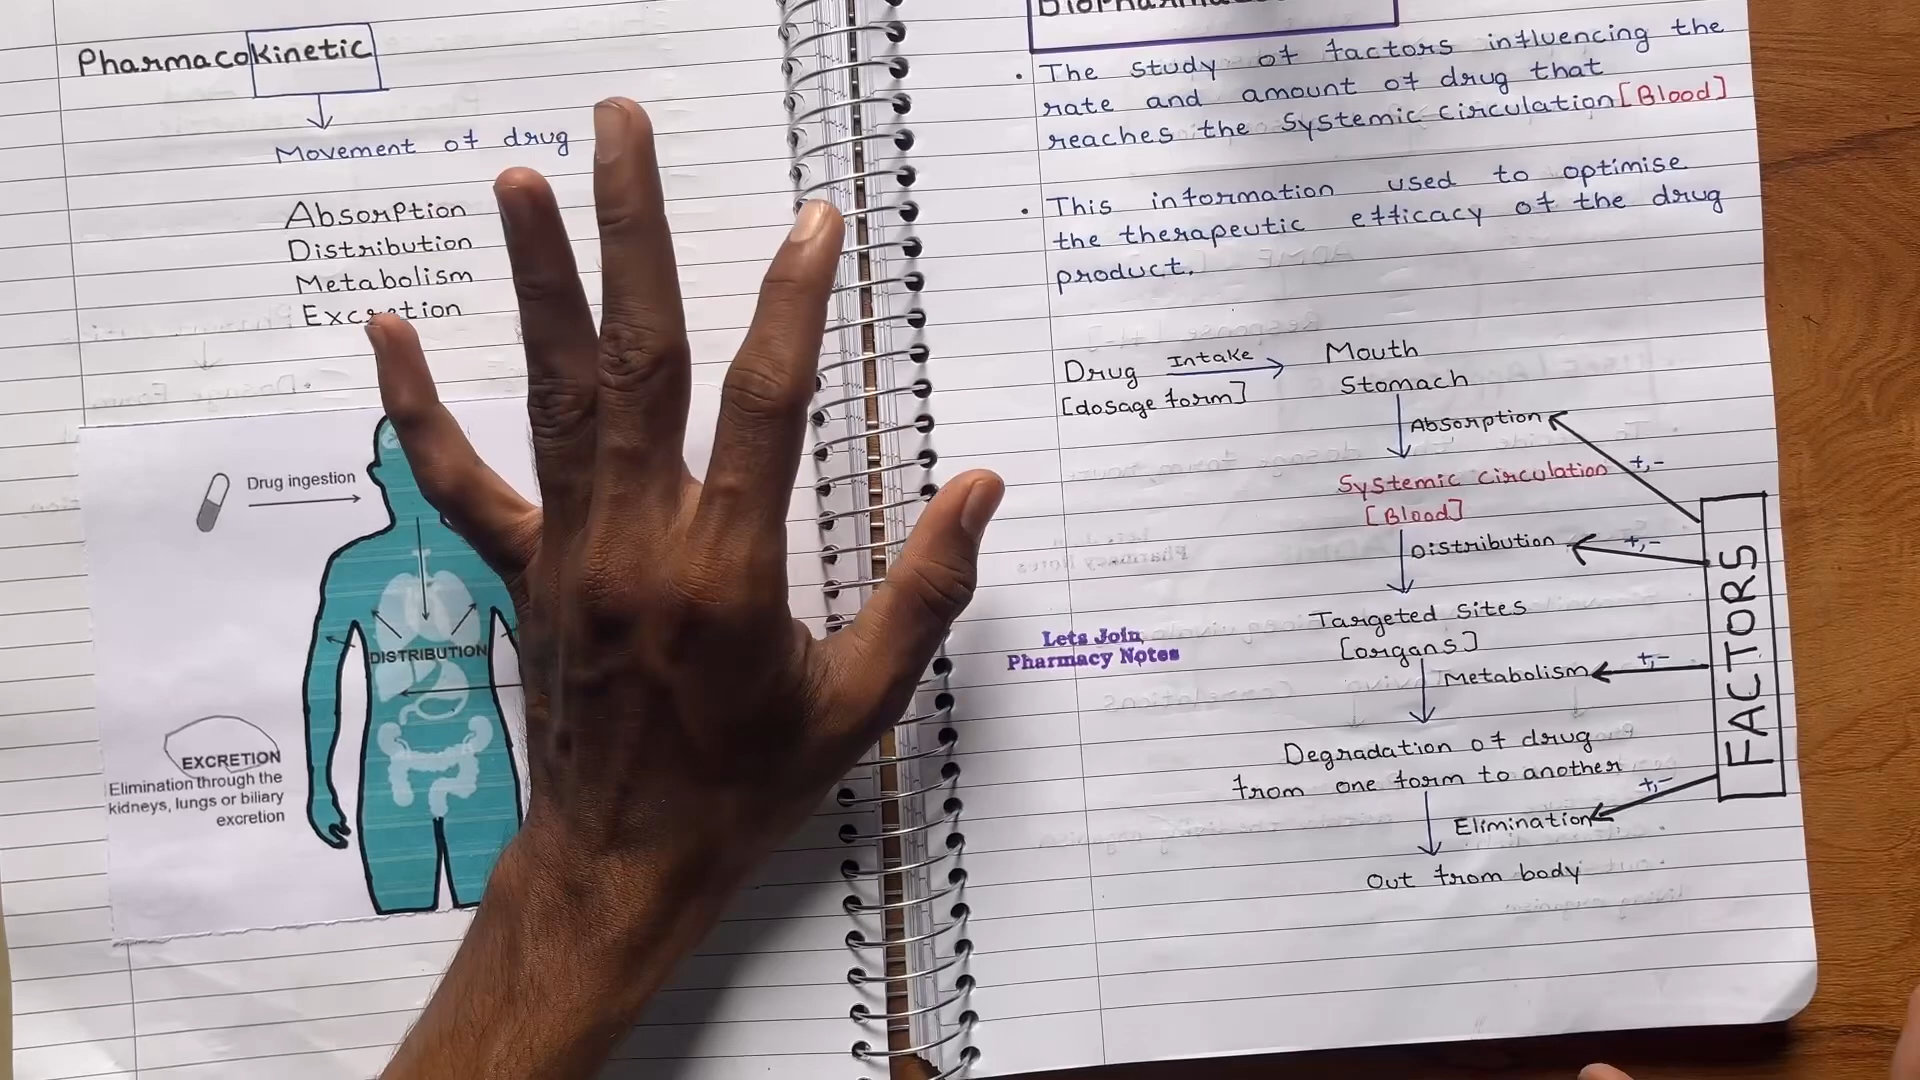 PharmacoKinetic
Movement of drug
Absorption
Distribution
Metabolism
Drug ingestion
DISTRIBUTION
EXCRETION
Elimination through the
kidneys, lungs or biliary
excretion
The study of factors influencing the
rate and amount of drug that
reaches the Systemic circulation [Blood]
This information used to optimise
the therapeutic efficacy of the drug
product.
Drug Intake Mouth
[dosage form] Stomach
Absorption
+,-
Systemic circulation
[Blood]
Distribution
+,-
Targeted Sites
[organs]
Metabolism
+,-
Degradation of drug
from one form to another
+,-
Elimination
Out from body
FACTORS
Lets Join
Pharmacy Notes